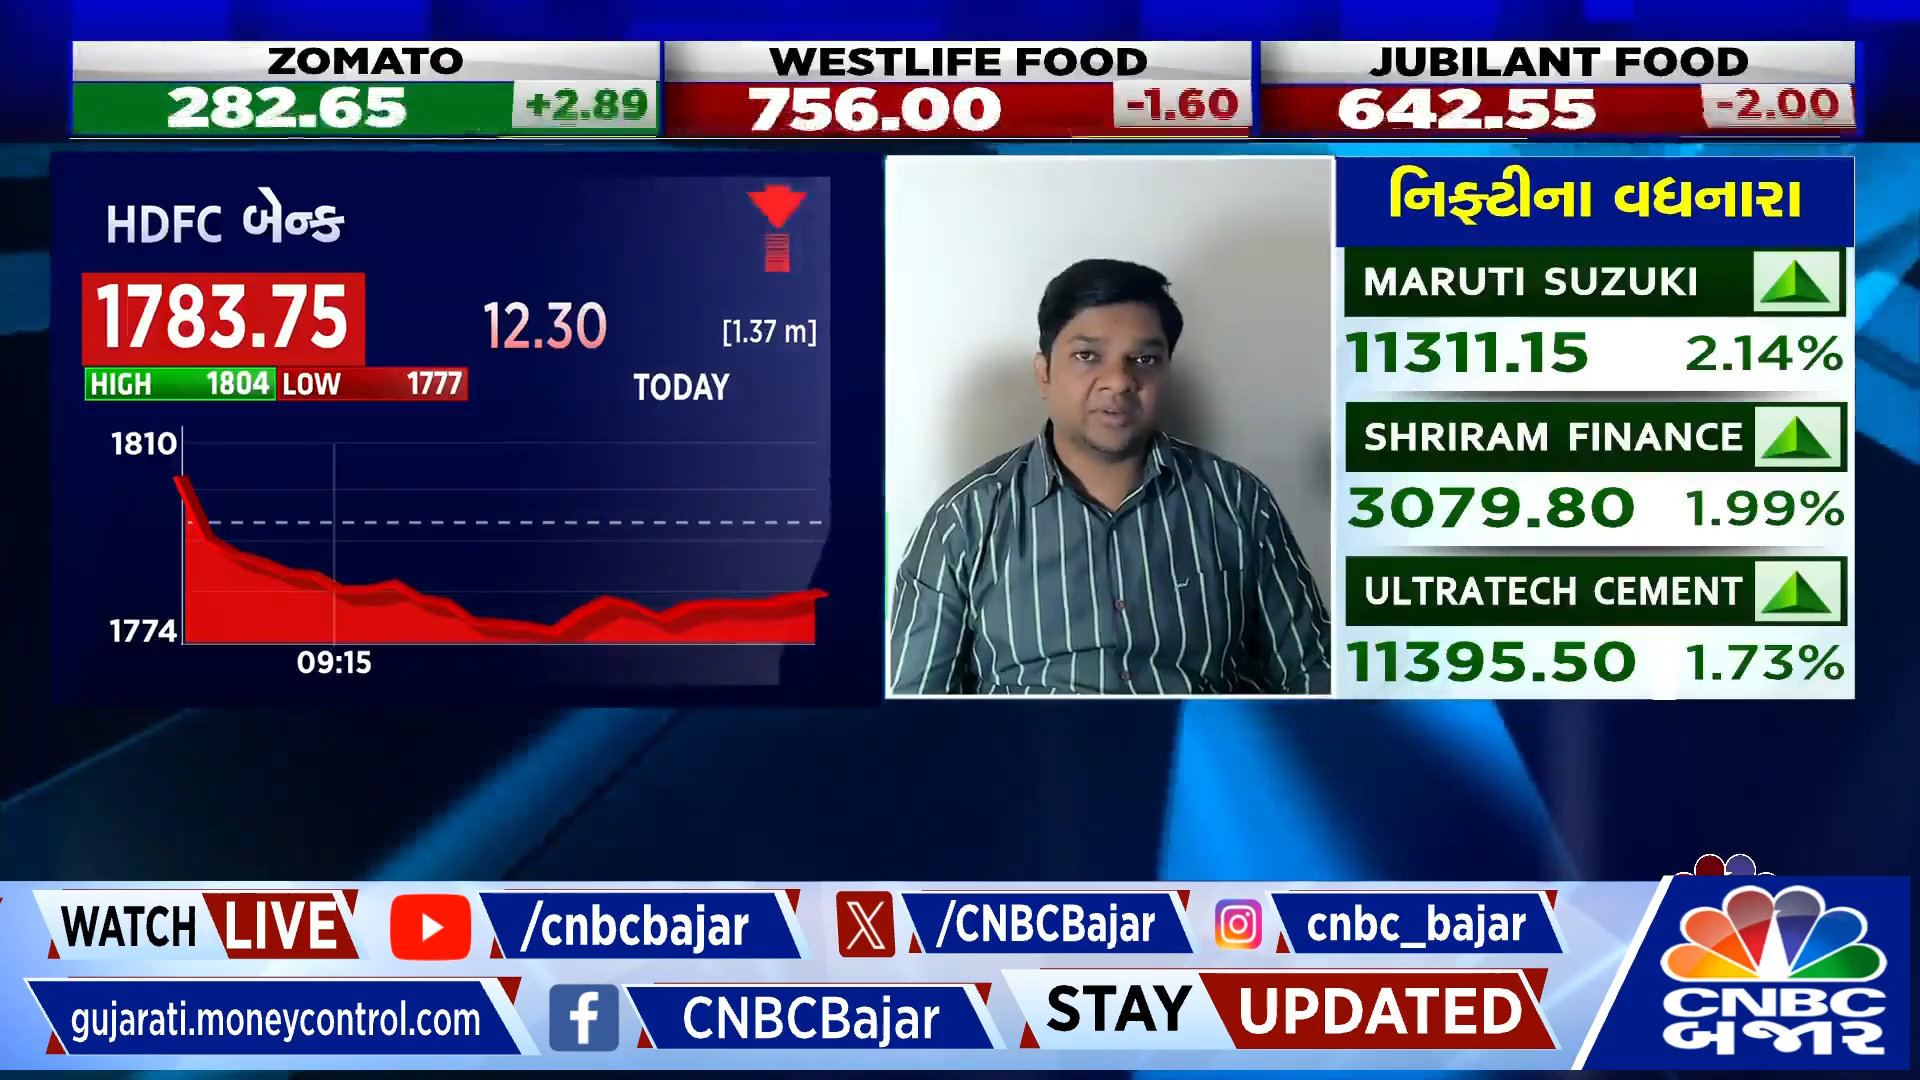 ZOMATO
282.65 +2.89
WESTLIFE FOOD
756.00 -1.60
JUBILANT FOOD
642.55 -2.00
HDFC બેન્ક
1783.75 12.30 [1.37 m]
HIGH 1804 LOW 1777 TODAY
1810
1774
09:15
નિફ્ટીના વધનારા
MARUTI SUZUKI
11311.15 2.14%
SHRIRAM FINANCE
3079.80 1.99%
ULTRATECH CEMENT
11395.50 1.73%
WATCH LIVE /cnbcbajar /CNBCBajar cnbc_bajar
gujarati.moneycontrol.com CNBCBajar STAY UPDATED
CNBC
બજાર